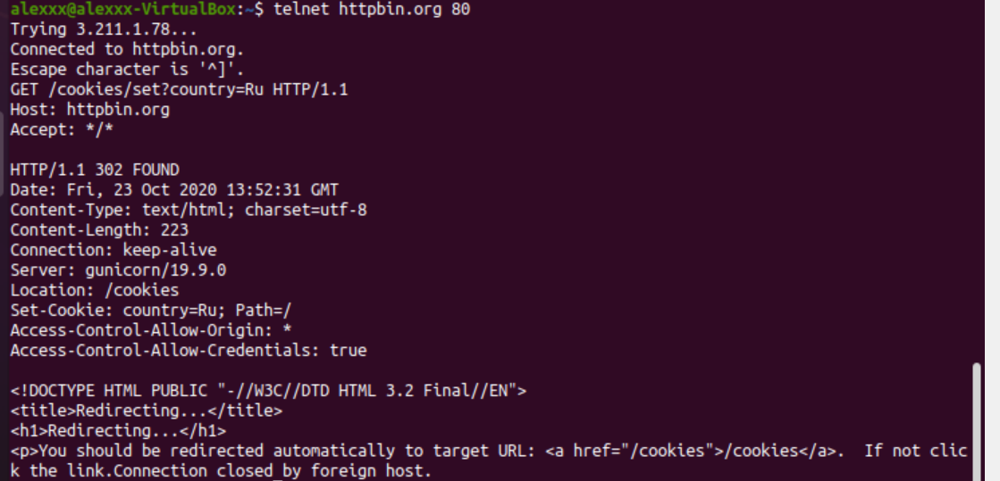 alexxx@alexxx-VirtualBox:~$ telnet httpbin.org 80
Trying 3.211.1.78...
Connected to httpbin.org.
Escape character is '^]'.
GET /cookies/set?country=Ru HTTP/1.1
Host: httpbin.org
Accept: */*

HTTP/1.1 302 FOUND
Date: Fri, 23 Oct 2020 13:52:31 GMT
Content-Type: text/html; charset=utf-8
Content-Length: 223
Connection: keep-alive
Server: gunicorn/19.9.0
Location: /cookies
Set-Cookie: country=Ru; Path=/
Access-Control-Allow-Origin: *
Access-Control-Allow-Credentials: true

<!DOCTYPE HTML PUBLIC "-//W3C//DTD HTML 3.2 Final//EN">
<title>Redirecting...</title>
<h1>Redirecting...</h1>
<p>You should be redirected automatically to target URL: <a href="/cookies">/cookies</a>.  If not clic
k the link.Connection closed by foreign host.